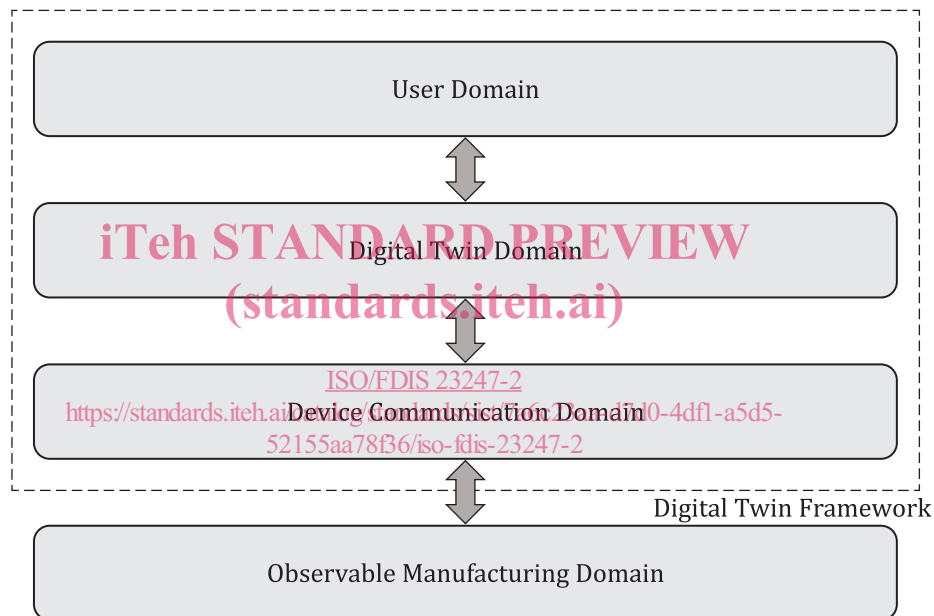 User Domain
iTeh STANDARD PREVIEW
Digital Twin Domain
(standards.iteh.ai)
ISO/FDIS 23247-2
Device Communication Domain
52155aa78f36/iso-fdis-23247-2
Digital Twin Framework
Observable Manufacturing Domain